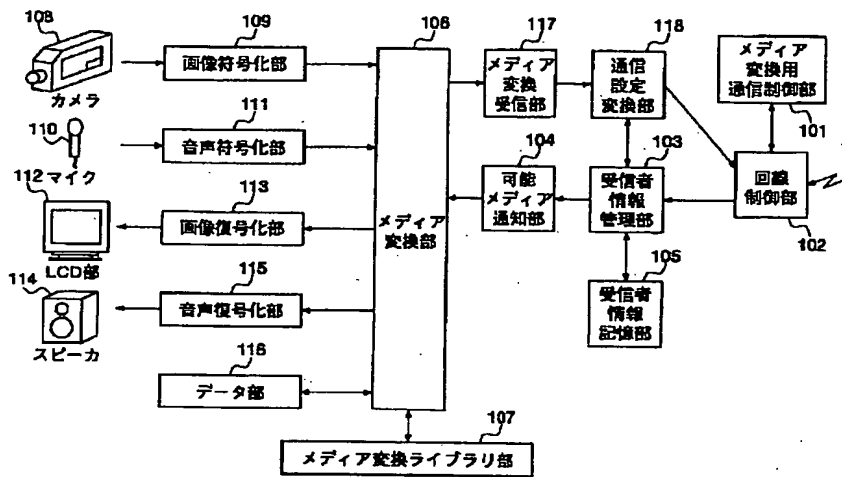 108
カメラ
110
マイク
112
LCD部
114
スピーカ
109
画像符号化部
111
音声符号化部
113
画像復号化部
115
音声復号化部
116
データ部
106
メディア
変換部
107
メディア変換ライブラリ部
117
メディア
変換
受信部
118
通信
設定
変換部
メディア
変換用
通信制御部
101
104
可能
メディア
通知部
103
受信者
情報
管理部
回線
制御部
102
105
受信者
情報
記憶部